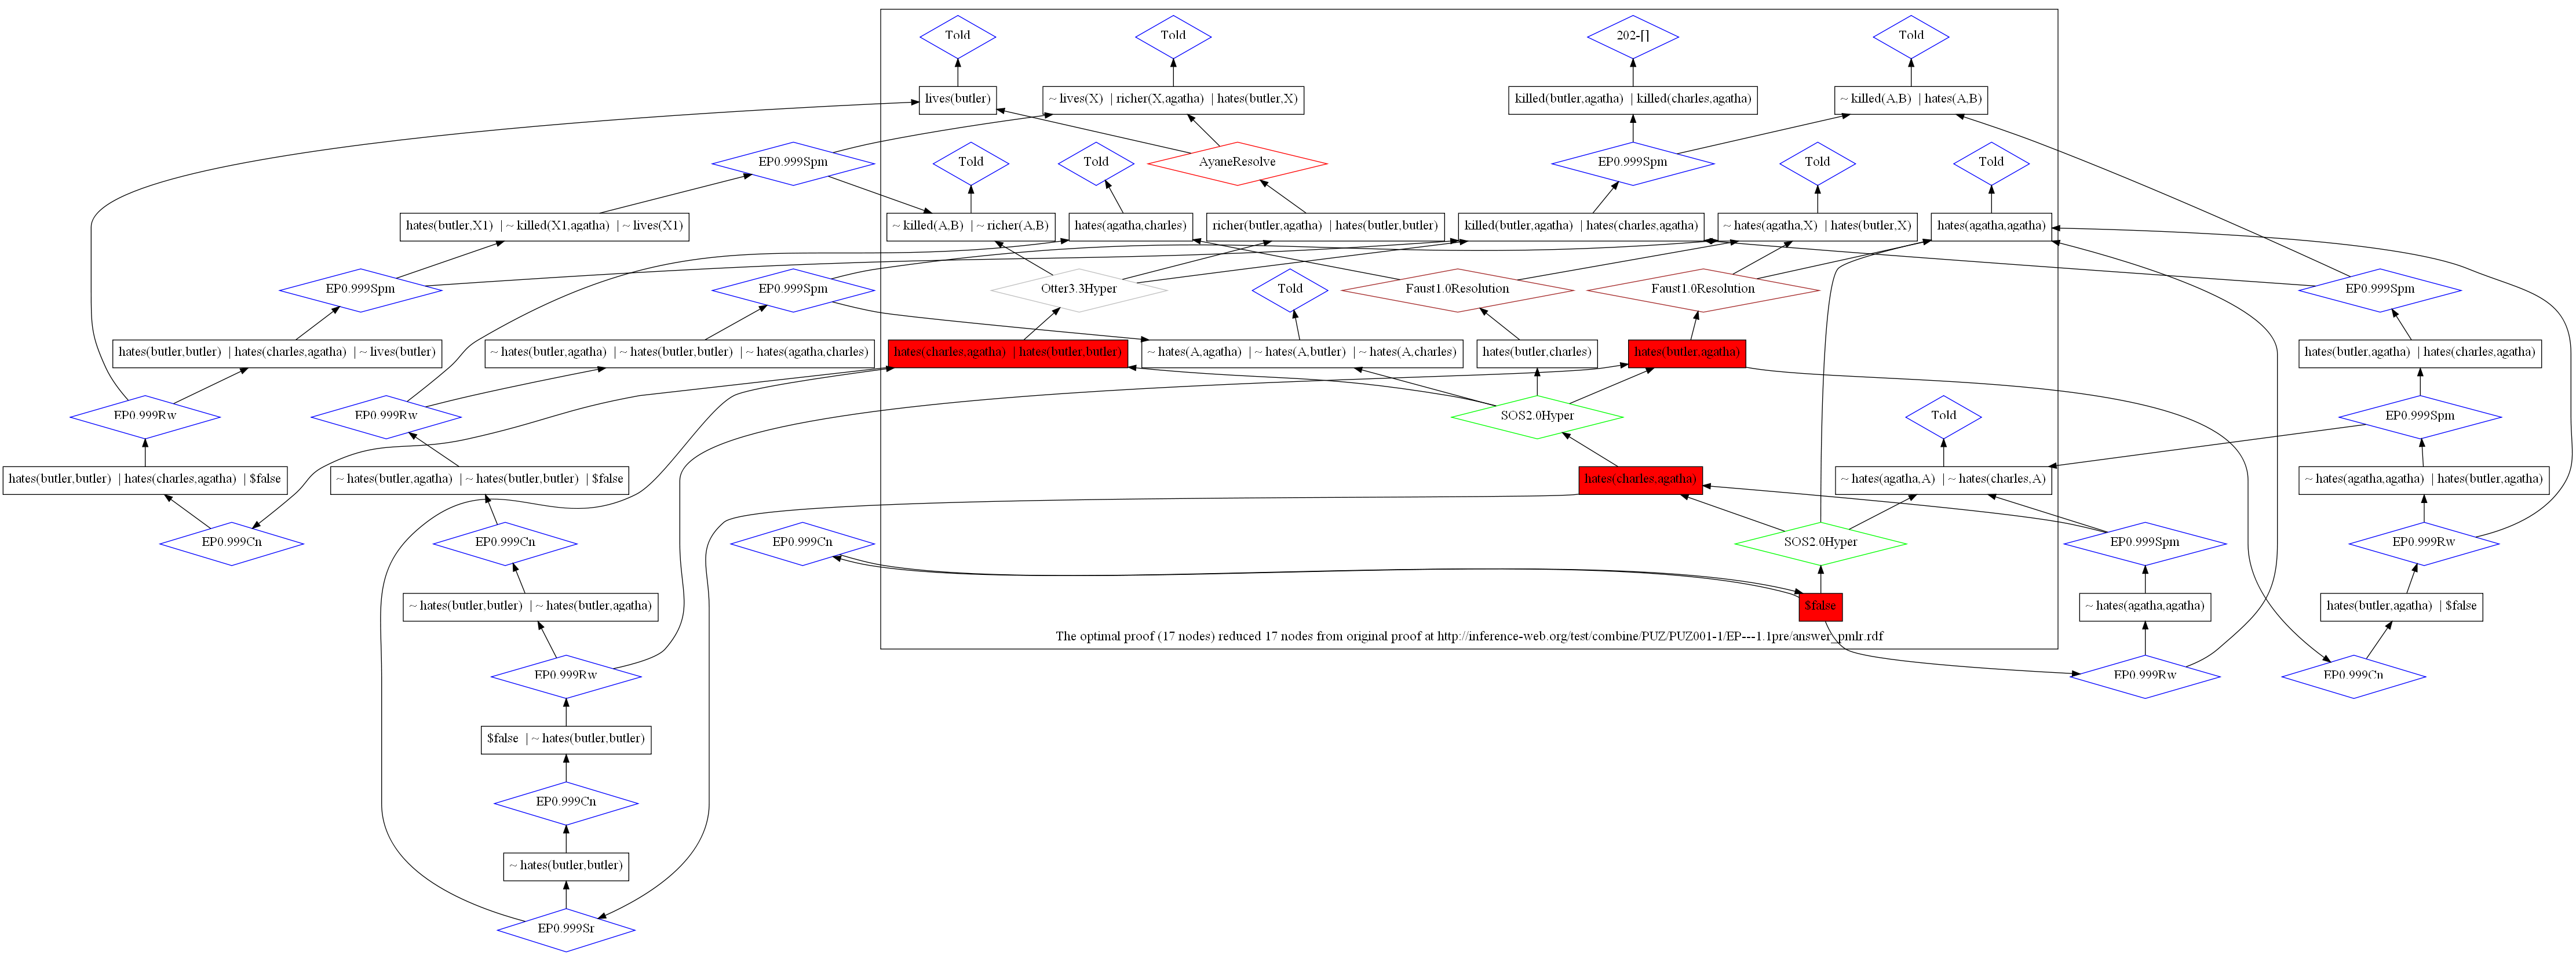 Told
Told
202-[]
Told
lives(butler)
~ lives(X) | richer(X,agatha) | hates(butler,X)
killed(butler,agatha) | killed(charles,agatha)
~ killed(A,B) | hates(A,B)
EP0.999Spm
Told
Told
AyaneResolve
EP0.999Spm
Told
Told
hates(butler,X1) | ~ killed(X1,agatha) | ~ lives(X1)
~ killed(A,B) | ~ richer(A,B)
hates(agatha,charles)
richer(butler,agatha) | hates(butler,butler)
killed(butler,agatha) | hates(charles,agatha)
~ hates(agatha,X) | hates(butler,X)
hates(agatha,agatha)
EP0.999Spm
EP0.999Spm
Otter3.3Hyper
Told
Faust1.0Resolution
Faust1.0Resolution
EP0.999Spm
hates(butler,butler) | hates(charles,agatha) | ~ lives(butler)
~ hates(butler,agatha) | ~ hates(butler,butler) | ~ hates(agatha,charles)
hates(charles,agatha) | hates(butler,butler)
~ hates(A,agatha) | ~ hates(A,butler) | ~ hates(A,charles)
hates(butler,charles)
hates(butler,agatha)
hates(butler,agatha) | hates(charles,agatha)
EP0.999Rw
EP0.999Rw
SOS2.0Hyper
Told
EP0.999Spm
hates(butler,butler) | hates(charles,agatha) | $false
~ hates(butler,agatha) | ~ hates(butler,butler) | $false
hates(charles,agatha)
~ hates(agatha,A) | ~ hates(charles,A)
~ hates(agatha,agatha) | hates(butler,agatha)
EP0.999Cn
EP0.999Cn
EP0.999Cn
SOS2.0Hyper
EP0.999Spm
EP0.999Rw
~ hates(butler,butler) | ~ hates(butler,agatha)
$false
~ hates(agatha,agatha)
hates(butler,agatha) | $false
The optimal proof (17 nodes) reduced 17 nodes from original proof at http://inference-web.org/test/combine/PUZ/PUZ001-1/EP---1.1pre/answer_pmlr.rdf
EP0.999Rw
EP0.999Rw
EP0.999Cn
$false | ~ hates(butler,butler)
EP0.999Cn
~ hates(butler,butler)
EP0.999Sr